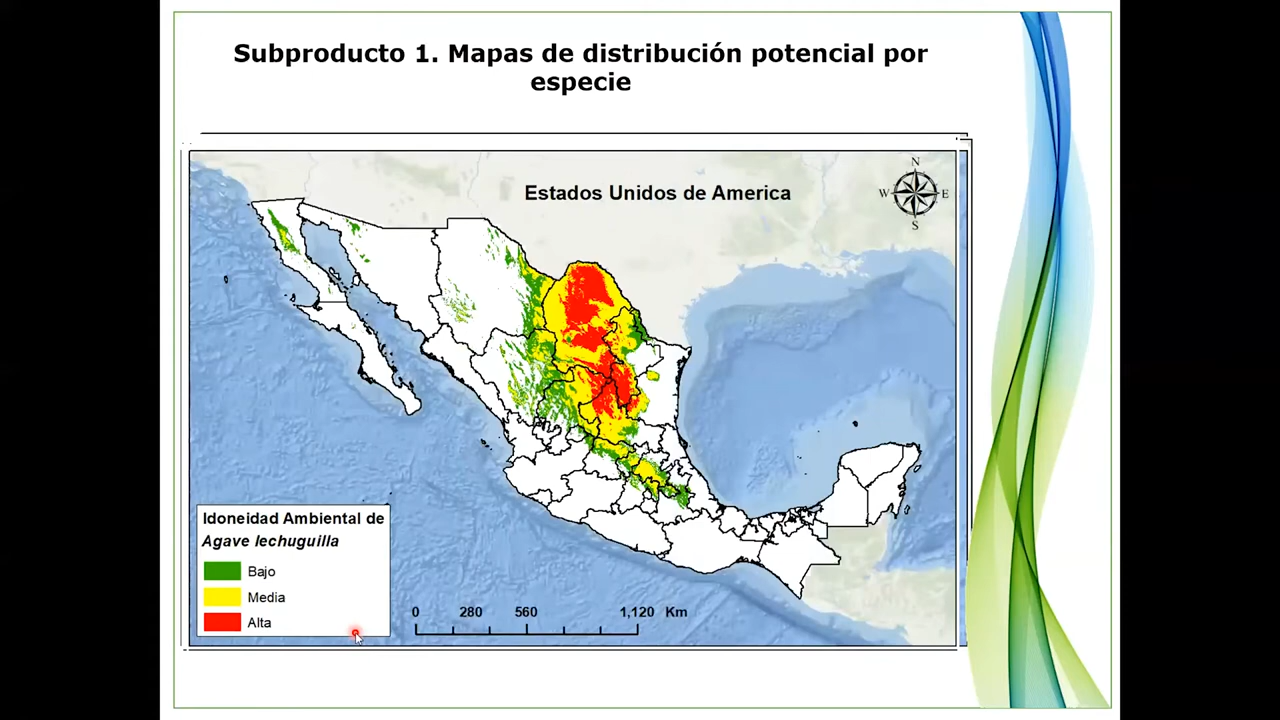 Subproducto 1. Mapas de distribución potencial por
especie
Estados Unidos de America
N
W
E
S
Idoneidad Ambiental de
Agave lechuguilla
Bajo
Media
Alta
0 280 560 1,120 Km